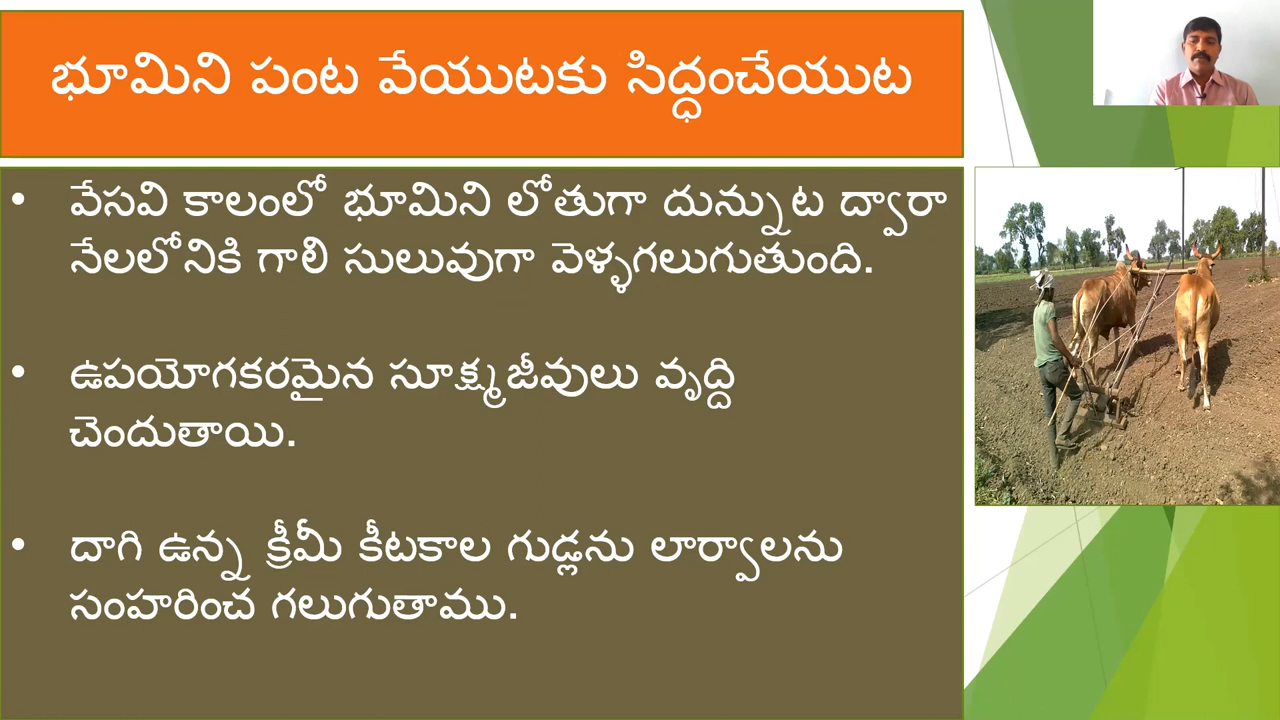 భూమిని పంట వేయుటకు సిద్ధంచేయుట
• వేసవి కాలంలో భూమిని లోతుగా దున్నుట ద్వారా
నేలలోనికి గాలి సులువుగా వెళ్ళగలుగుతుంది.
• ఉపయోగకరమైన సూక్ష్మజీవులు వృద్ది
చెందుతాయి.
• దాగి ఉన్న క్రీమీ కీటకాల గుడ్లను లార్వాలను
సంహరించ గలుగుతాము.